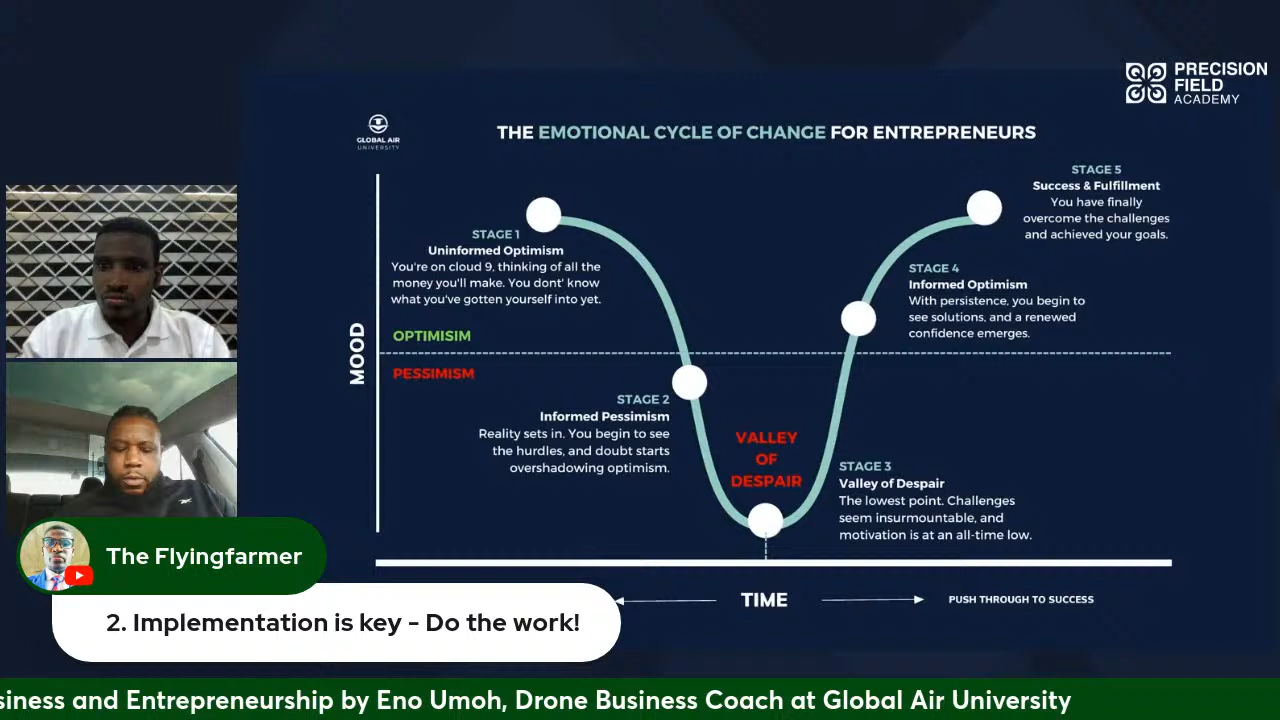 PRECISION
FIELD
ACADEMY
GLOBAL AIR
UNIVERSITY
THE EMOTIONAL CYCLE OF CHANGE FOR ENTREPRENEURS
STAGE 1
Uninformed Optimism
You're on cloud 9, thinking of all the
money you'll make. You dont' know
what you've gotten yourself into yet.
OPTIMISIM
MOOD
PESSIMISM
STAGE 2
Informed Pessimism
Reality sets in. You begin to see
the hurdles, and doubt starts
overshadowing optimism.
VALLEY
OF
DESPAIR
STAGE 3
Valley of Despair
The lowest point. Challenges
seem insurmountable, and
motivation is at an all-time low.
STAGE 4
Informed Optimism
With persistence, you begin to
see solutions, and a renewed
confidence emerges.
STAGE 5
Success & Fulfillment
You have finally
overcome the challenges
and achieved your goals.
TIME
PUSH THROUGH TO SUCCESS
The Flyingfarmer
2. Implementation is key - Do the work!
siness and Entrepreneurship by Eno Umoh, Drone Business Coach at Global Air University